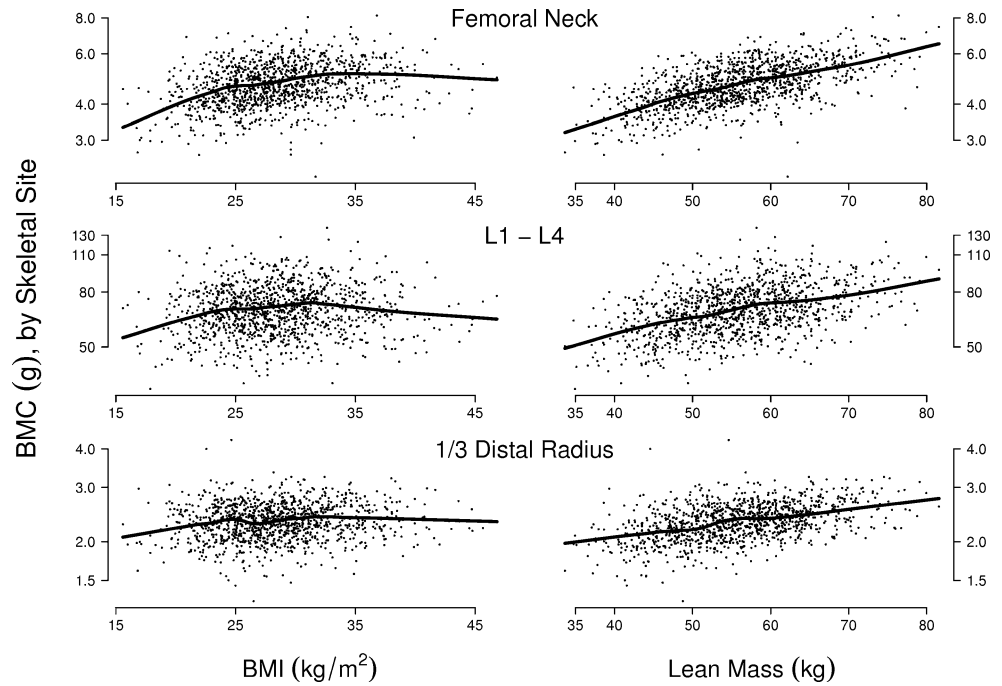 Femoral Neck
8.0
6.0
4.0
3.0
8.0
6.0
4.0
3.0
15 25 35 45
35 40 50 60 70 80
L1 – L4
130
110
80
50
130
110
80
50
15 25 35 45
35 40 50 60 70 80
1/3 Distal Radius
4.0
3.0
2.0
1.5
4.0
3.0
2.0
1.5
15 25 35 45
35 40 50 60 70 80
BMC (g), by Skeletal Site
BMI (kg/m²)
Lean Mass (kg)